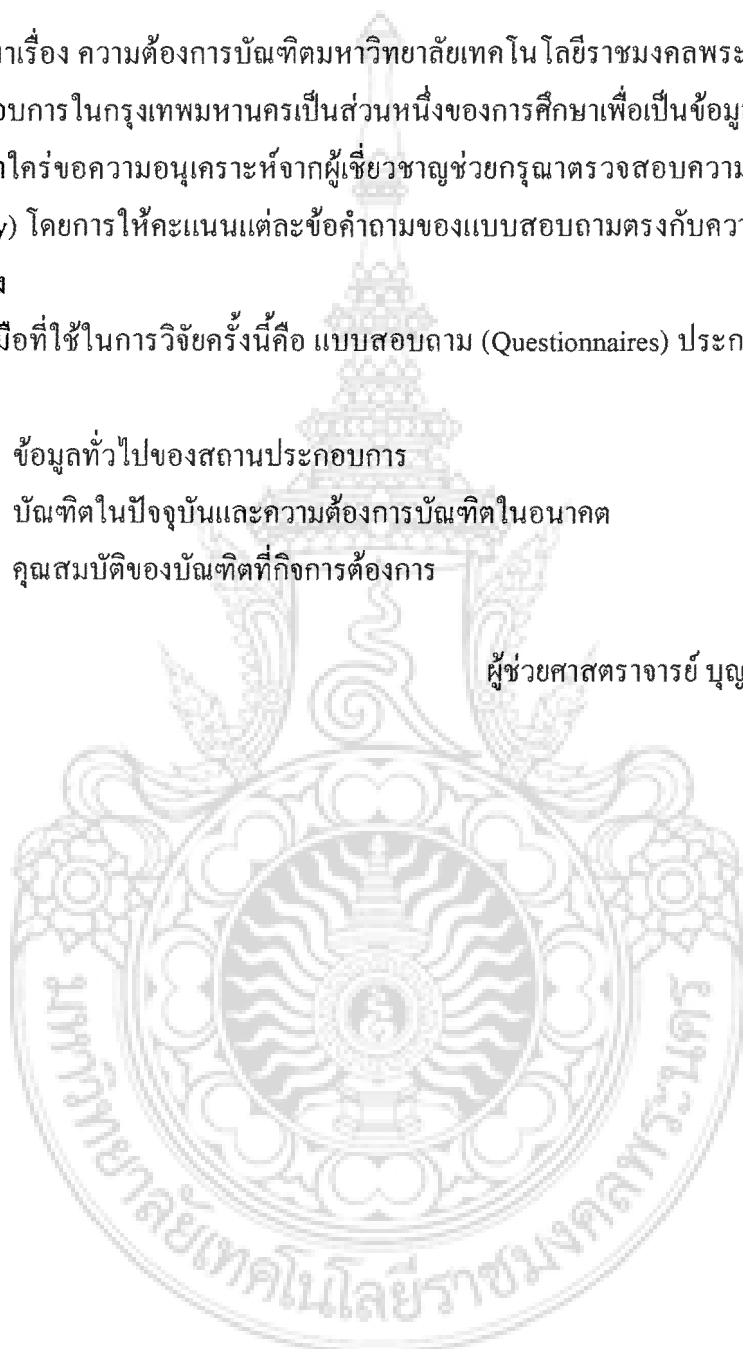 าเรื่อง ความต้องการบัณฑิตมหาวิทยาลัยเทคโนโลยีราชมงคลพระ
อบการในกรุงเทพมหานครเป็นส่วนหนึ่งของการศึกษาเพื่อเป็นข้อมูล
าใคร่ขอความอนุเคราะห์จากผู้เชี่ยวชาญช่วยกรุณาตรวจสอบความ
y) โดยการให้คะแนนแต่ละข้อคำถามของแบบสอบถามตรงกับควา
ง
มือที่ใช้ในการวิจัยครั้งนี้คือ แบบสอบถาม (Questionnaires) ประก
ข้อมูลทั่วไปของสถานประกอบการ
บัณฑิตในปัจจุบันและความต้องการบัณฑิตในอนาคต
คุณสมบัติของบัณฑิตที่กิจการต้องการ
ผู้ช่วยศาสตราจารย์ บุญ
มหาวิทยาลัยเทคโนโลยีราชมงคลพระนคร